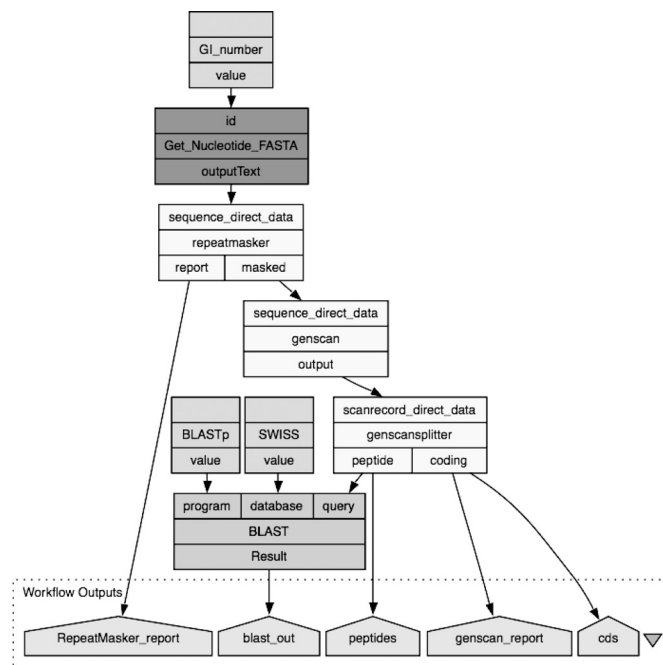 GI_number
value
id
Get_Nucleotide_FASTA
outputText
sequence_direct_data
repeatmasker
report masked
sequence_direct_data
genscan
output
scanrecord_direct_data
genscansplitter
peptide coding
BLASTp SWISS
value value
program database query
BLAST
Result
Workflow Outputs
RepeatMasker_report blast_out peptides genscan_report cds